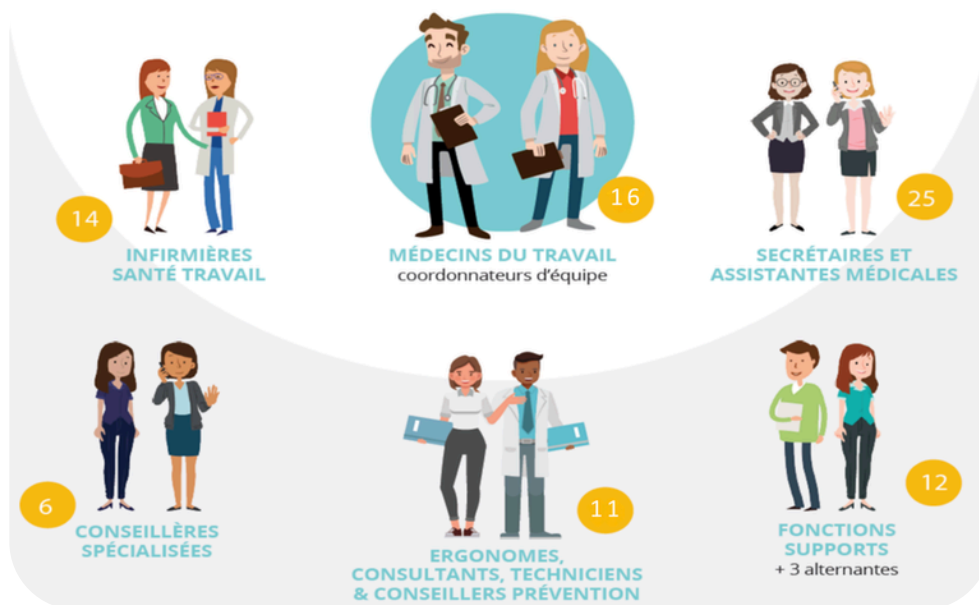 14
INFIRMIÈRES
SANTÉ TRAVAIL
16
MÉDECINS DU TRAVAIL
coordonnateurs d'équipe
25
SECRÉTAIRES ET
ASSISTANTES MÉDICALES
6
CONSEILLÈRES
SPÉCIALISÉES
11
ERGONOMES,
CONSULTANTS, TECHNICIENS
& CONSEILLERS PRÉVENTION
12
FONCTIONS
SUPPORTS
+ 3 alternantes